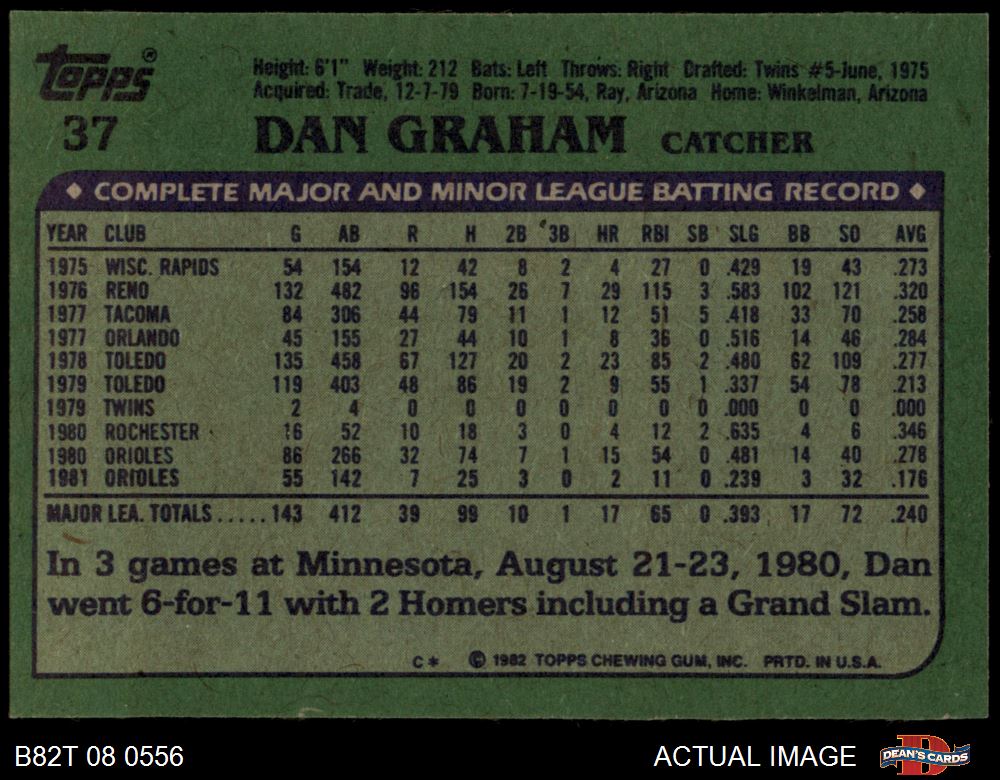 Topps®
Height: 6'1" Weight: 212 Bats: Left Throws: Right Drafted: Twins #5-June, 1975
Acquired: Trade, 12-7-79 Born: 7-19-54, Ray, Arizona Home: Winkelman, Arizona
37 DAN GRAHAM CATCHER
♦ COMPLETE MAJOR AND MINOR LEAGUE BATTING RECORD ♦
YEAR CLUB G AB R H 2B 3B HR RBI SB SLG BB SO AVG
1975 WISC. RAPIDS 54 154 12 42 8 2 4 27 0 .429 19 43 .273
1976 RENO 132 482 96 154 26 7 29 115 3 .583 102 121 .320
1977 TACOMA 84 306 44 79 11 1 12 51 5 .418 33 70 .258
1977 ORLANDO 45 155 27 44 10 1 8 36 0 .516 14 46 .284
1978 TOLEDO 135 458 67 127 20 2 23 85 2 .480 62 109 .277
1979 TOLEDO 119 403 48 86 19 2 9 55 1 .337 54 78 .213
1979 TWINS 2 4 0 0 0 0 0 0 0 .000 0 0 .000
1980 ROCHESTER 16 52 10 18 3 0 4 12 2 .635 4 6 .346
1980 ORIOLES 86 266 32 74 7 1 15 54 0 .481 14 40 .278
1981 ORIOLES 55 142 7 25 3 0 2 11 0 .239 3 32 .176
MAJOR LEA. TOTALS.....143 412 39 99 10 1 17 65 0 .393 17 72 .240
In 3 games at Minnesota, August 21-23, 1980, Dan
went 6-for-11 with 2 Homers including a Grand Slam.
C* © 1982 TOPPS CHEWING GUM, INC. PRTD. IN U.S.A.
B82T 08 0556 ACTUAL IMAGE DEAN'S CARDS